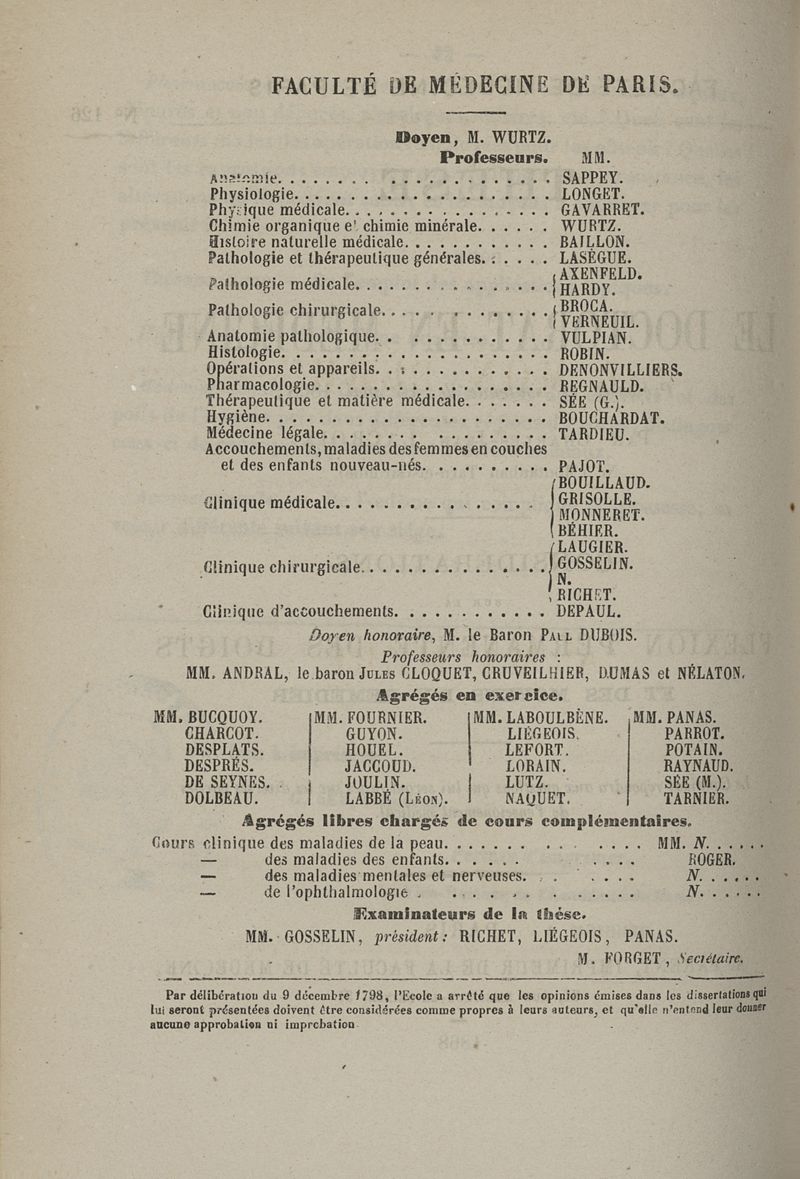 FACULTÉ DE MÉDECINE DE PARIS.
Doyen, M. WURTZ.
Professeurs. MM.
Anatomie. . . . . . . . . . . . . . . . . . . . . SAPPEY.
Physiologie. . . . . . . . . . . . . . . . . . . . . LONGET.
Physique médicale. . . . . . . . . . . . . . . . . GAVARRET.
Chimie organique et chimie minérale. . . . . . WURTZ.
Histoire naturelle médicale. . . . . . . . . . . . BAILLON.
Pathologie et thérapeutique générales. . . . . . LASÈGUE.
Pathologie médicale. . . . . . . . . . . . . . . . { AXENFELD.
HARDY.
Pathologie chirurgicale. . . . . . . . . . . . . . { BROCA.
VERNEUIL.
Anatomie pathologique. . . . . . . . . . . . . VULPIAN.
Histologie. . . . . . . . . . . . . . . . . . . . . ROBIN.
Opérations et appareils. . . . . . . . . . . . . . DENONVILLIERS.
Pharmacologie. . . . . . . . . . . . . . . . . . REGNAULD.
Thérapeutique et matière médicale. . . . . . . SÉE (G.).
Hygiène. . . . . . . . . . . . . . . . . . . . . . BOUCHARDAT.
Médecine légale. . . . . . . . . . . . . . . . . TARDIEU.
Accouchements, maladies des femmes en couches
et des enfants nouveau-nés. . . . . . . . . . PAJOT.
BOUILLAUD.
Clinique médicale. . . . . . . . . . . . . . . . { GRISOLLE.
MONNERET.
BÉHIER.
LAUGIER.
Clinique chirurgicale. . . . . . . . . . . . . . . { GOSSELIN.
N.
RICHET.
Clinique d'accouchements. . . . . . . . . . . . DEPAUL.
Doyen honoraire, M. le Baron PAUL DUBOIS.
Professeurs honoraires :
MM. ANDRAL, le baron JULES CLOQUET, CRUVEILHIER, DUMAS et NÉLATON.
Agrégés en exercice.
MM. BUCQUOY. MM. FOURNIER. MM. LABOULBÈNE. MM. PANAS.
CHARCOT. GUYON. LIÉGEOIS. PARROT.
DESPLATS. HOUEL. LEFORT. POTAIN.
DESPRÉS. JACCOUD. LORAIN. RAYNAUD.
DE SEYNES. JOULIN. LUTZ. SÉE (M.).
DOLBEAU. LABBÉ (LÉON). NAQUET. TARNIER.
Agrégés libres chargés de cours complémentaires.
Cours clinique des maladies de la peau. . . . . . . . . . . . . . MM. N. . . . . .
— des maladies des enfants. . . . . . . . . . ROGER.
— des maladies mentales et nerveuses. . . . . . . N. . . . . .
— de l'ophthalmologie . . . . . . . . . . . . . N. . . . . .
Examinateurs de la thèse.
MM. GOSSELIN, président: RICHET, LIÉGEOIS, PANAS.
M. FORGET, Secrétaire.
Par délibération du 9 décembre 1798, l'Ecole a arrêté que les opinions émises dans les dissertations qui
lui seront présentées doivent être considérées comme propres à leurs auteurs, et qu'elle n'entend leur donner
aucune approbation ni improbation